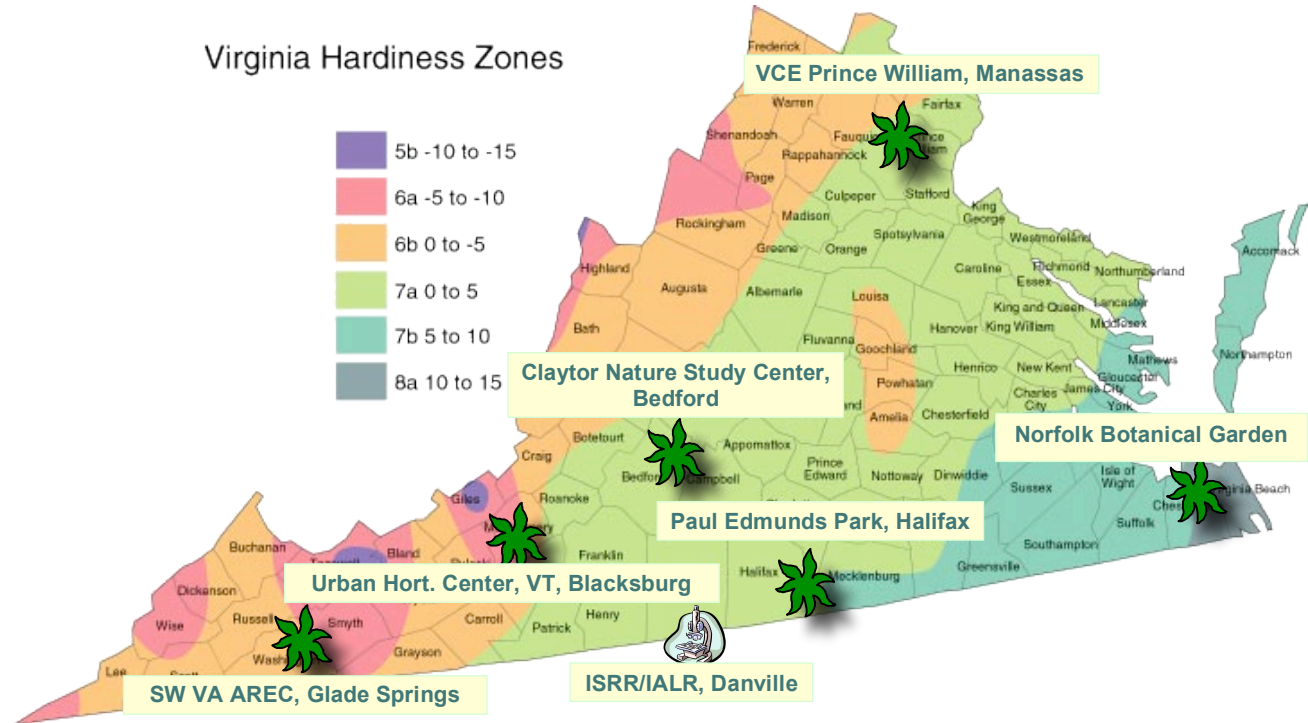 Virginia Hardiness Zones
5b -10 to -15
6a -5 to -10
6b 0 to -5
7a 0 to 5
7b 5 to 10
8a 10 to 15
Frederick
VCE Prince William, Manassas
Warren
Fairfax
Shenandoah
Rappahannock
Page
Culpeper
Stafford
Rockingham
Madison
King
George
Greene
Orange
Spotsylvania
Westmoreland
Accomack
Highland
Augusta
Albemarle
Louisa
Caroline
Richmond
Northumberland
Essex
King and Queen
Lancaster
Bath
Fluvanna
Hanover
King William
Middlesex
Goochland
Mathews
Northampton
Claytor Nature Study Center,
Bedford
Powhatan
Henrico
New Kent
Gloucester
James City
Charles
City
York
Amelia
Chesterfield
Norfolk Botanical Garden
Botetourt
Craig
Appomattox
Prince
Edward
Nottoway
Dinwiddie
Campbell
Isle of
Wight
Sussex
Giles
Roanoke
Suffolk
Paul Edmunds Park, Halifax
Southampton
Buchanan
Bland
Franklin
Halifax
Mecklenburg
Greensville
Urban Hort. Center, VT, Blacksburg
Dickenson
Wise
Russell
Smyth
Carroll
Patrick
Henry
Grayson
Lee
SW VA AREC, Glade Springs
ISRR/IALR, Danville